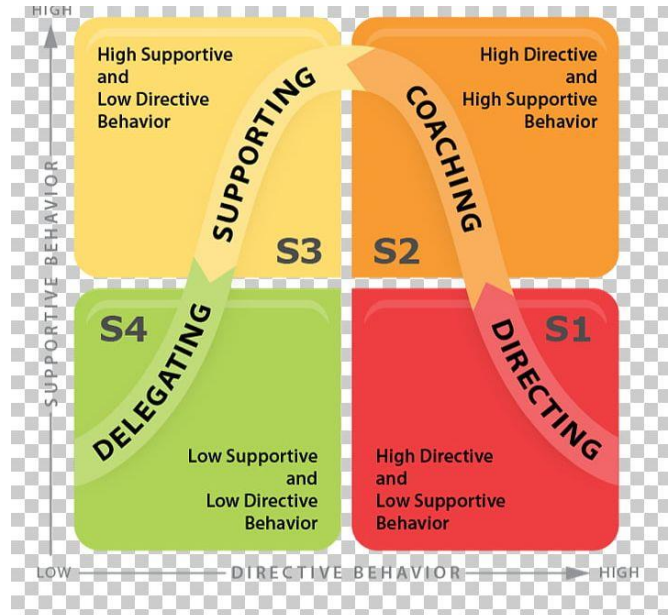 HIGH
High Supportive
and
Low Directive
Behavior
High Directive
and
High Supportive
Behavior
SUPPORTING
COACHING
S3
S2
SUPPORTIVE BEHAVIOR
S4
S1
DELEGATING
DIRECTING
Low Supportive
and
Low Directive
Behavior
High Directive
and
Low Supportive
Behavior
LOW
DIRECTIVE BEHAVIOR
HIGH